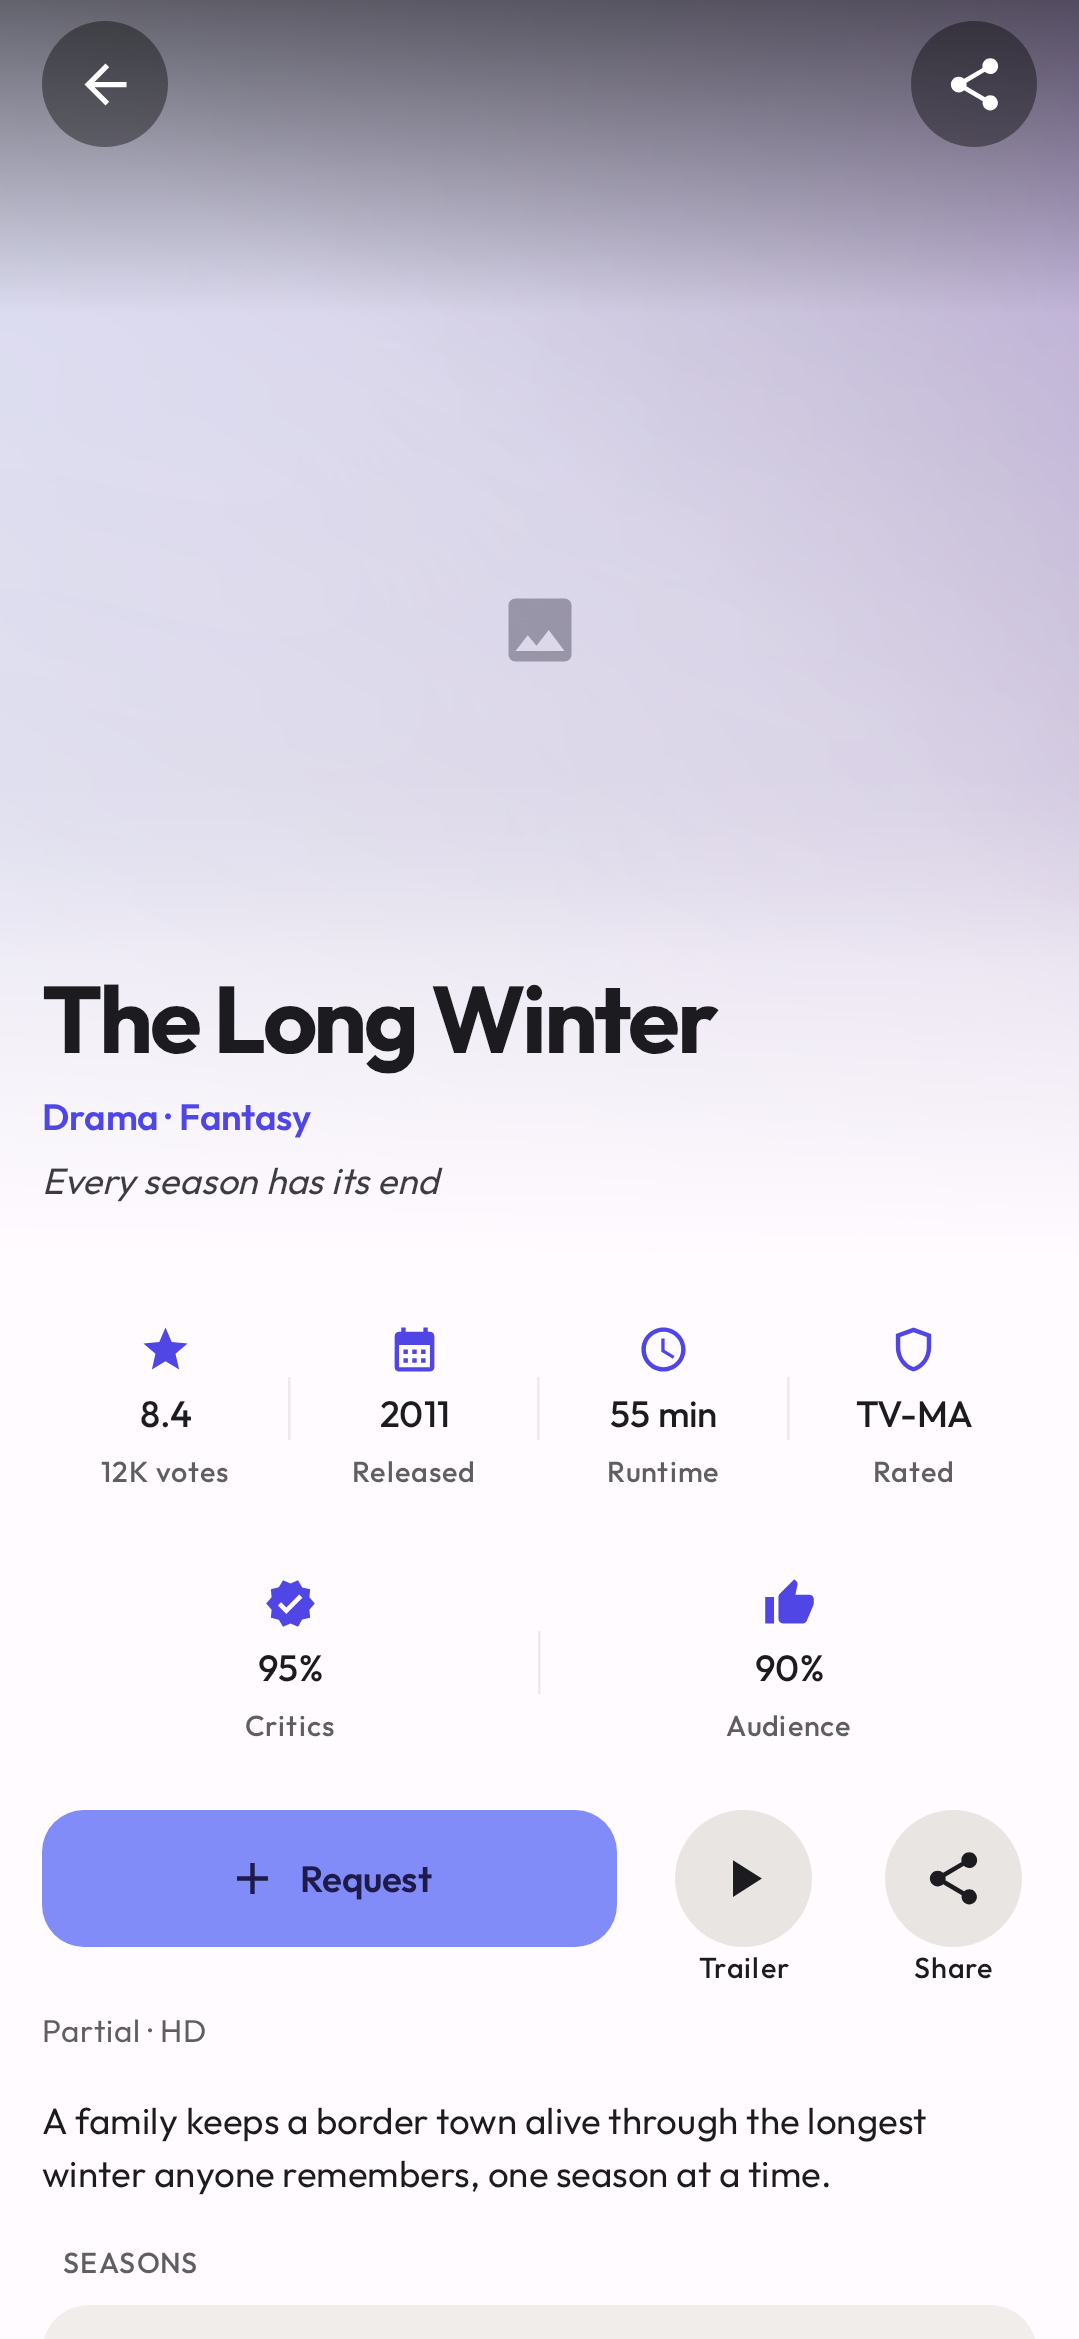 The Long Winter
Drama · Fantasy
Every season has its end
8.4
12K votes
2011
Released
55 min
Runtime
TV-MA
Rated
95%
Critics
90%
Audience
Request
Trailer
Share
Partial · HD
A family keeps a border town alive through the longest
winter anyone remembers, one season at a time.
SEASONS